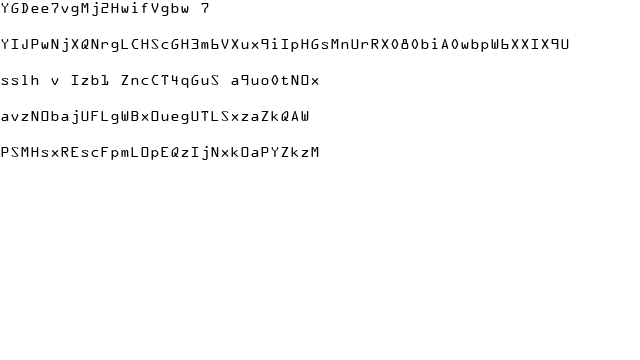 YGDee7vgMj2HwifVgbw 7
YIJPwNjXQNrgLCHScGH3m6VXux9iIpHGsMnUrRX080biA0wbpW6XXIX9U
sslh v Izb1 ZncCT4qGuS a9uo0tNOx
avzNObajUFLgWBxOuegUTLSxzaZkQAW
PSMHsxREscFpmLOpEQzIjNxkOaPYZkzM